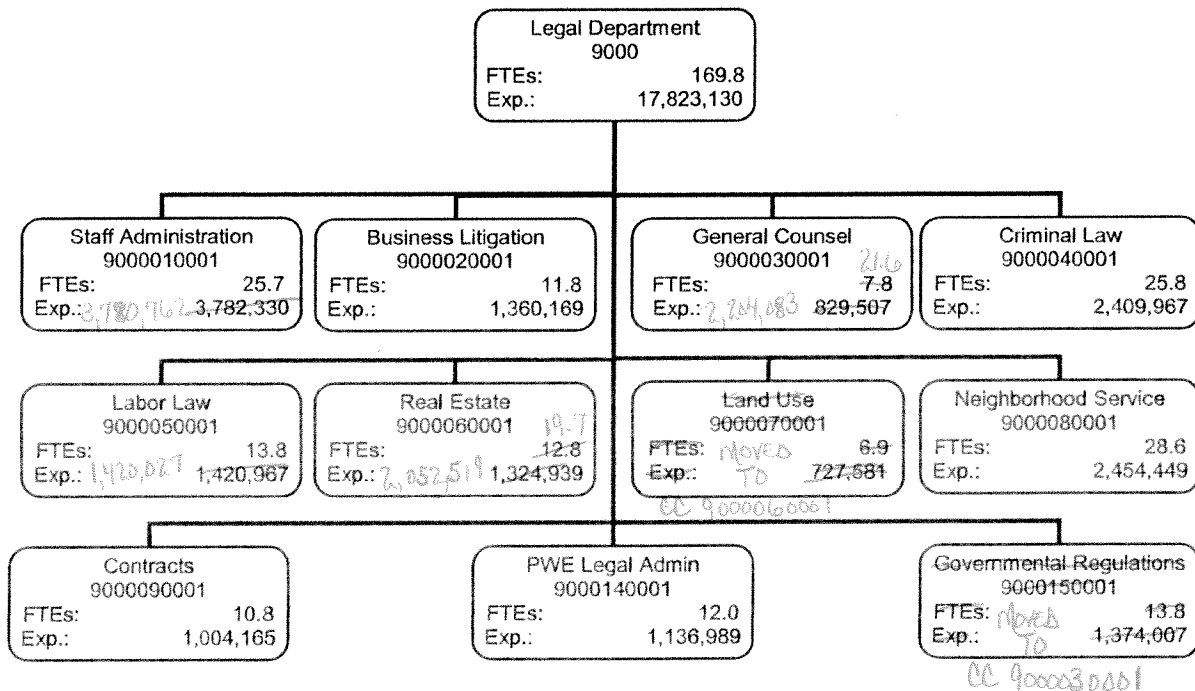 Legal Department
9000
FTEs: 169.8
Exp.: 17,823,130
Staff Administration
9000010001
FTEs: 25.7
Exp.: 3,780,762 3,782,330
Business Litigation
9000020001
FTEs: 11.8
Exp.: 1,360,169
General Counsel
9000030001
21.6
FTEs: 7.8
Exp.: 2,204,083 829,507
Criminal Law
9000040001
FTEs: 25.8
Exp.: 2,409,967
Labor Law
9000050001
FTEs: 13.8
Exp.: 1,420,027 1,420,967
Real Estate
9000060001
19.7
FTEs: 12.8
Exp.: 2,052,519 1,324,939
Land Use
9000070001
FTEs: MOVED 6.9
Exp.: TO 727,581
CC 9000060001
Neighborhood Service
9000080001
FTEs: 28.6
Exp.: 2,454,449
Contracts
9000090001
FTEs: 10.8
Exp.: 1,004,165
PWE Legal Admin
9000140001
FTEs: 12.0
Exp.: 1,136,989
Governmental Regulations
9000150001
FTEs: MOVED 13.8
Exp.: TO 1,374,007
CC 9000030001